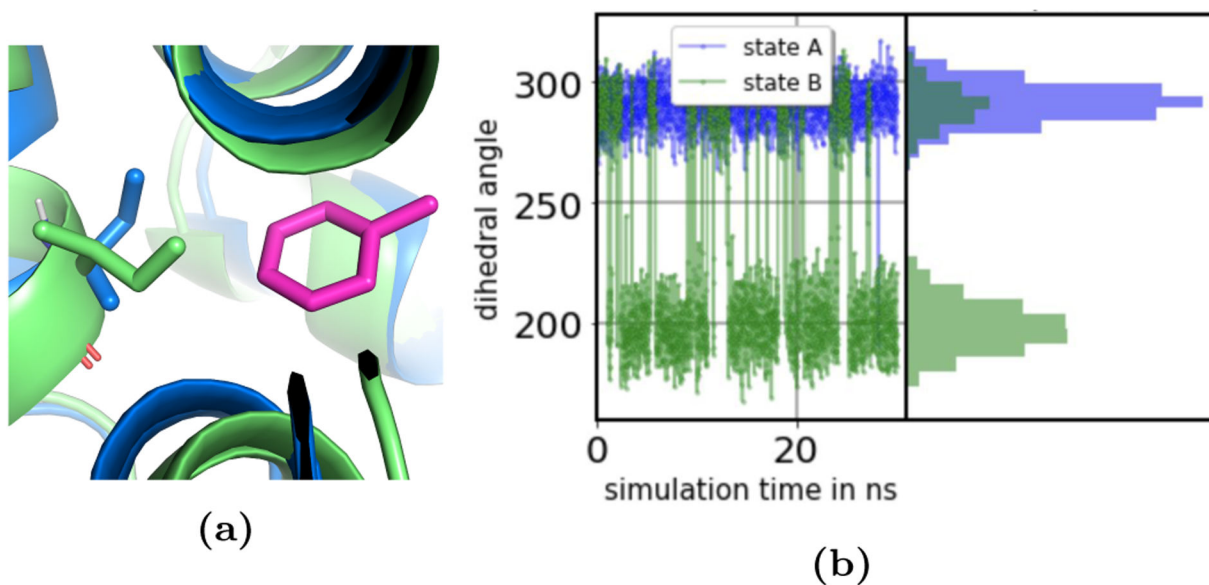 (a)
state A
state B
300
250
200
dihedral angle
0
20
simulation time in ns
(b)